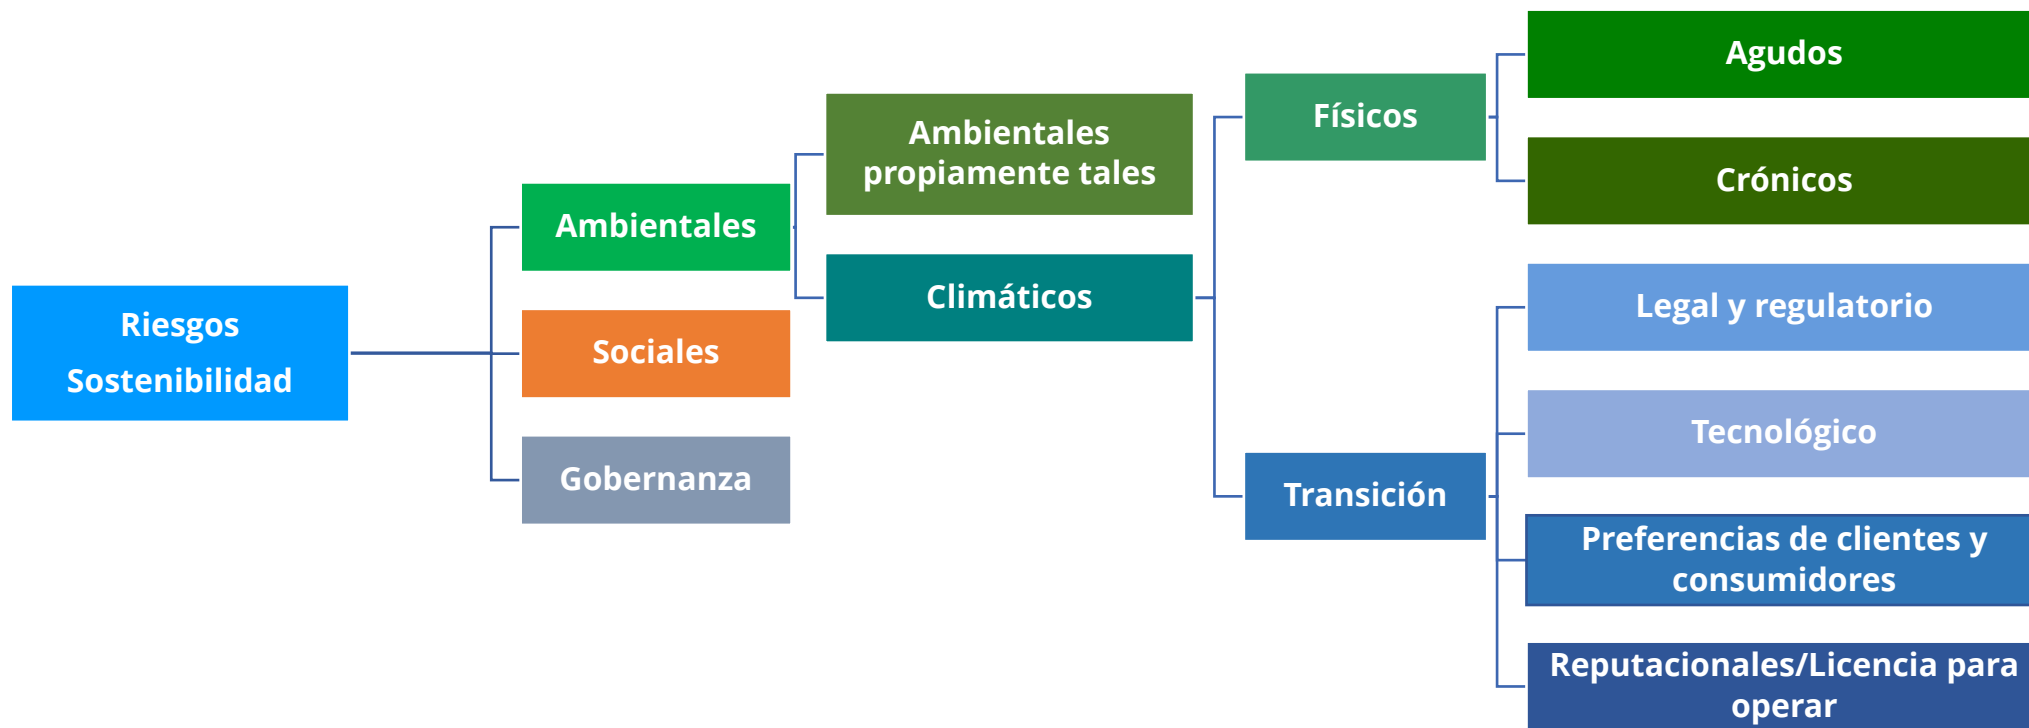 Riesgos
Sostenibilidad
Ambientales
Sociales
Gobernanza
Ambientales
propiamente tales
Climáticos
Físicos
Transición
Agudos
Crónicos
Legal y regulatorio
Tecnológico
Preferencias de clientes y
consumidores
Reputacionales/Licencia para
operar